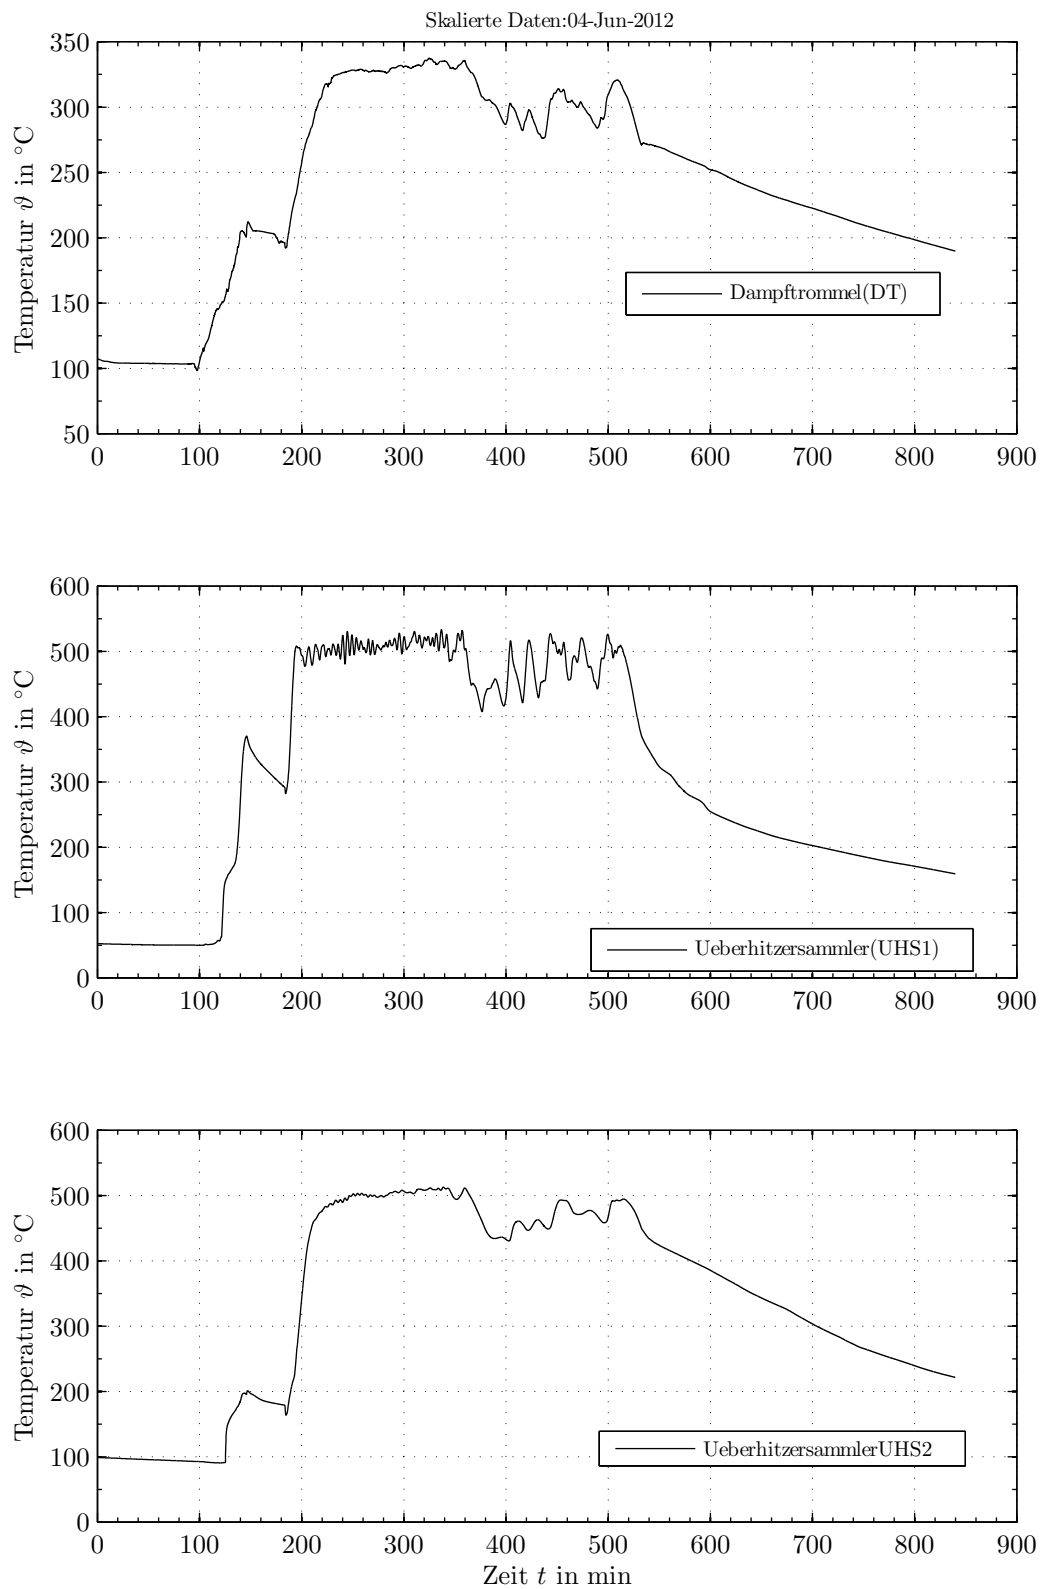 Skalierte Daten:04-Jun-2012
350
300
250
200
150
100
50
Temperatur ϑ in °C
Dampftrommel(DT)
0 100 200 300 400 500 600 700 800 900
600
500
400
300
200
100
0
Temperatur ϑ in °C
Ueberhitzersammler(UHS1)
0 100 200 300 400 500 600 700 800 900
600
500
400
300
200
100
0
Temperatur ϑ in °C
UeberhitzersammlerUHS2
0 100 200 300 400 500 600 700 800 900
Zeit t in min